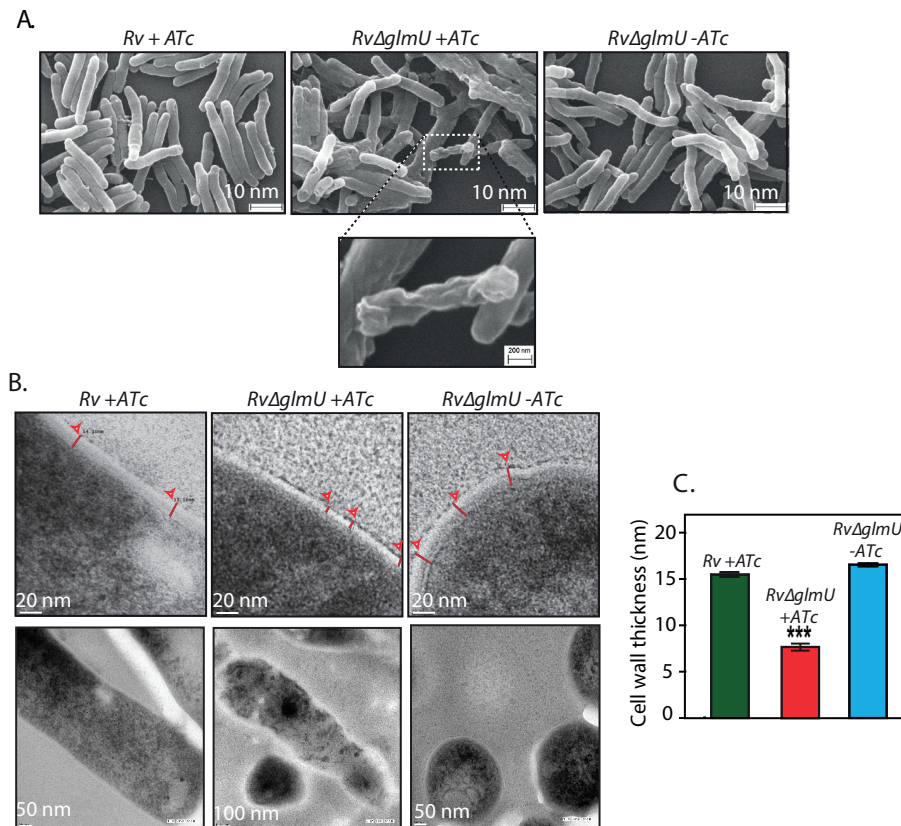 A.
Rv + ATc
RvΔglmU +ATc
RvΔglmU -ATc
10 nm
10 nm
10 nm
200 nm
B.
Rv +ATc
RvΔglmU +ATc
RvΔglmU -ATc
20 nm
20 nm
20 nm
50 nm
100 nm
50 nm
C.
Cell wall thickness (nm)
20
15
10
5
0
Rv +ATc
RvΔglmU
+ATc
***
RvΔglmU
-ATc